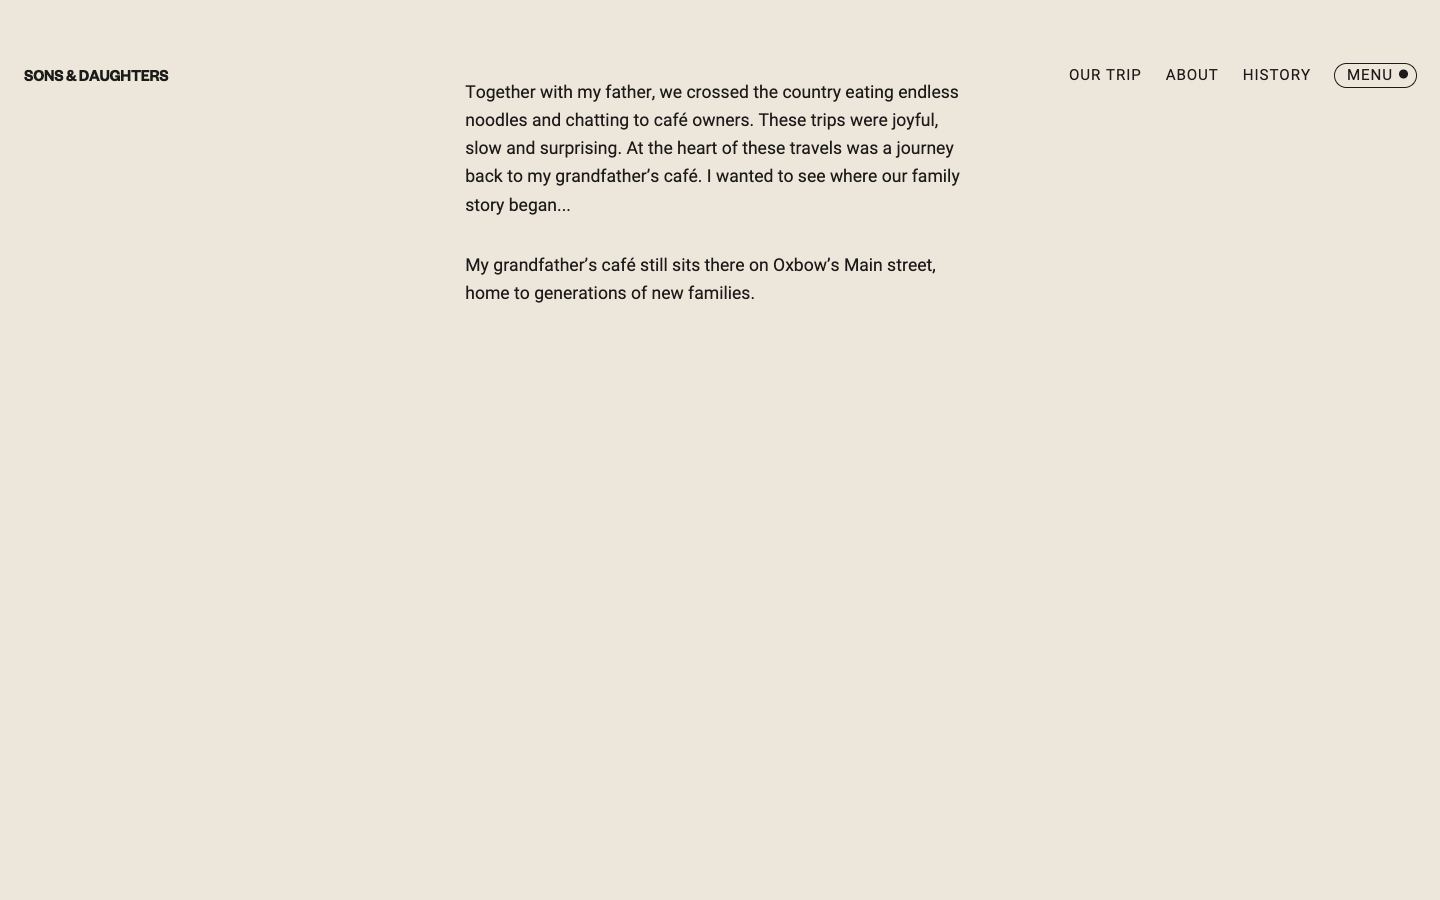 SONS & DAUGHTERS
OUR TRIP
ABOUT
HISTORY
MENU
Together with my father, we crossed the country eating endless
noodles and chatting to café owners. These trips were joyful,
slow and surprising. At the heart of these travels was a journey
back to my grandfather’s café. I wanted to see where our family
story began...
My grandfather’s café still sits there on Oxbow’s Main street,
home to generations of new families.